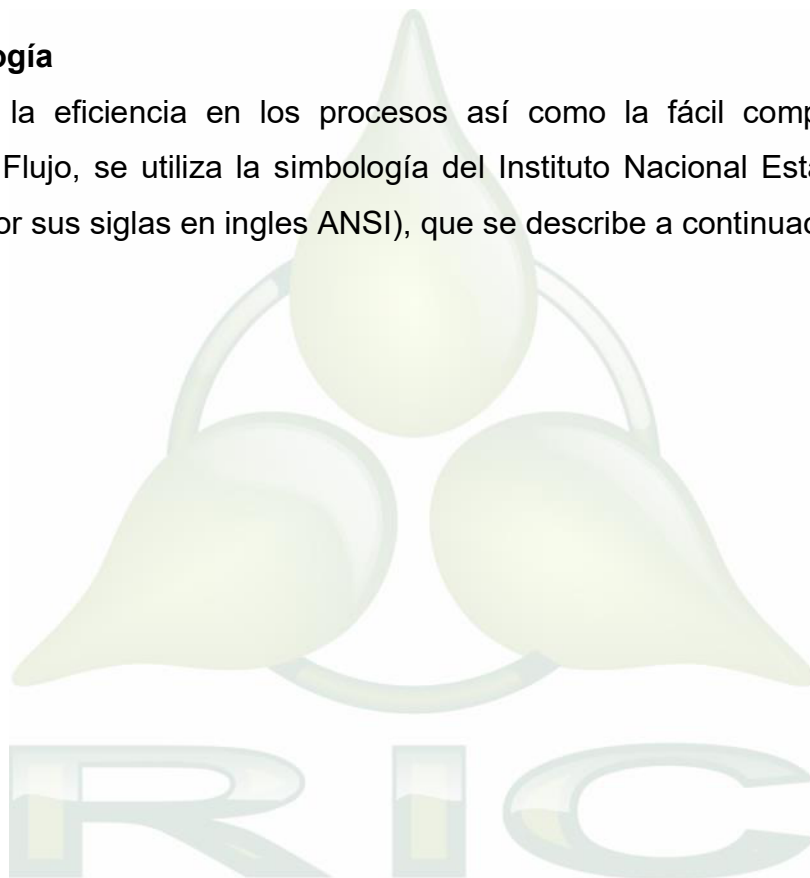 ogía
la eficiencia en los procesos así como la fácil comp
Flujo, se utiliza la simbología del Instituto Nacional Esta
or sus siglas en ingles ANSI), que se describe a continuac
RIC